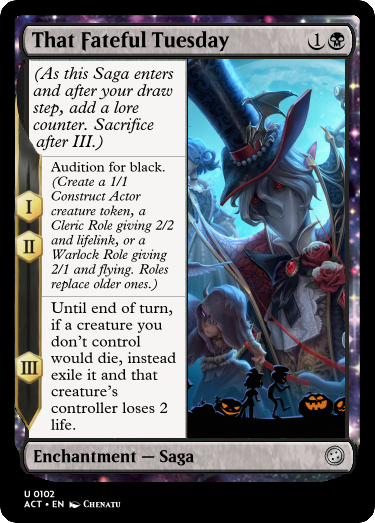 That Fateful Tuesday 1
(As this Saga enters
and after your draw
step, add a lore
counter. Sacrifice
after III.)
I
II
Audition for black.
(Create a 1/1
Construct Actor
creature token, a
Cleric Role giving 2/2
and lifelink, or a
Warlock Role giving
2/1 and flying. Roles
replace older ones.)
III
Until end of turn,
if a creature you
don't control
would die, instead
exile it and that
creature's
controller loses 2
life.
Enchantment — Saga
U 0102
ACT • EN Chenatu